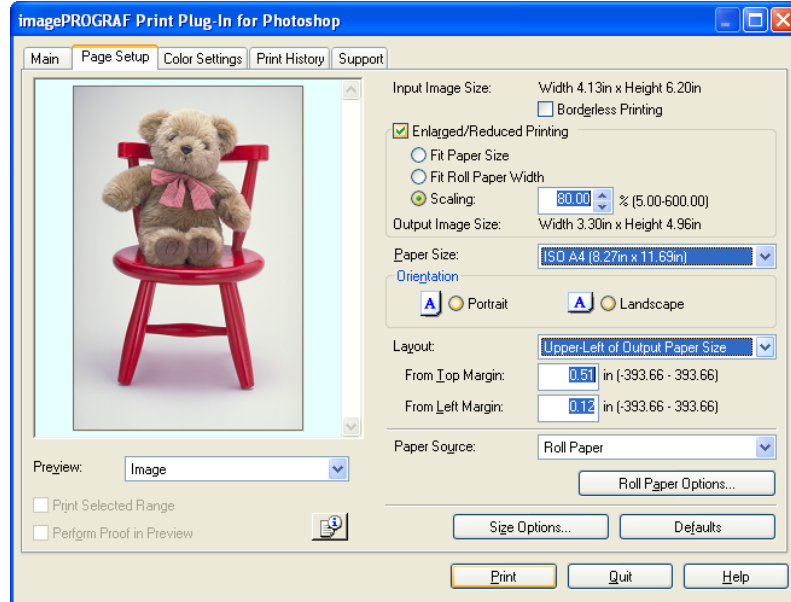 imagePROGRAF Print Plug-In for Photoshop
Main Page Setup Color Settings Print History Support
Input Image Size: Width 4.13in x Height 6.20in
Borderless Printing
Enlarged/Reduced Printing
Fit Paper Size
Fit Roll Paper Width
Scaling: 80.00 % (5.00-600.00)
Output Image Size: Width 3.30in x Height 4.96in
Paper Size: ISO A4 (8.27in x 11.69in)
Orientation
A Portrait A Landscape
Layout: Upper-Left of Output Paper Size
From Top Margin: 0.51 in (-393.66 - 393.66)
From Left Margin: 0.12 in (-393.66 - 393.66)
Paper Source: Roll Paper
Roll Paper Options...
Preview: Image
Print Selected Range
Perform Proof in Preview
Size Options... Defaults
Print Quit Help